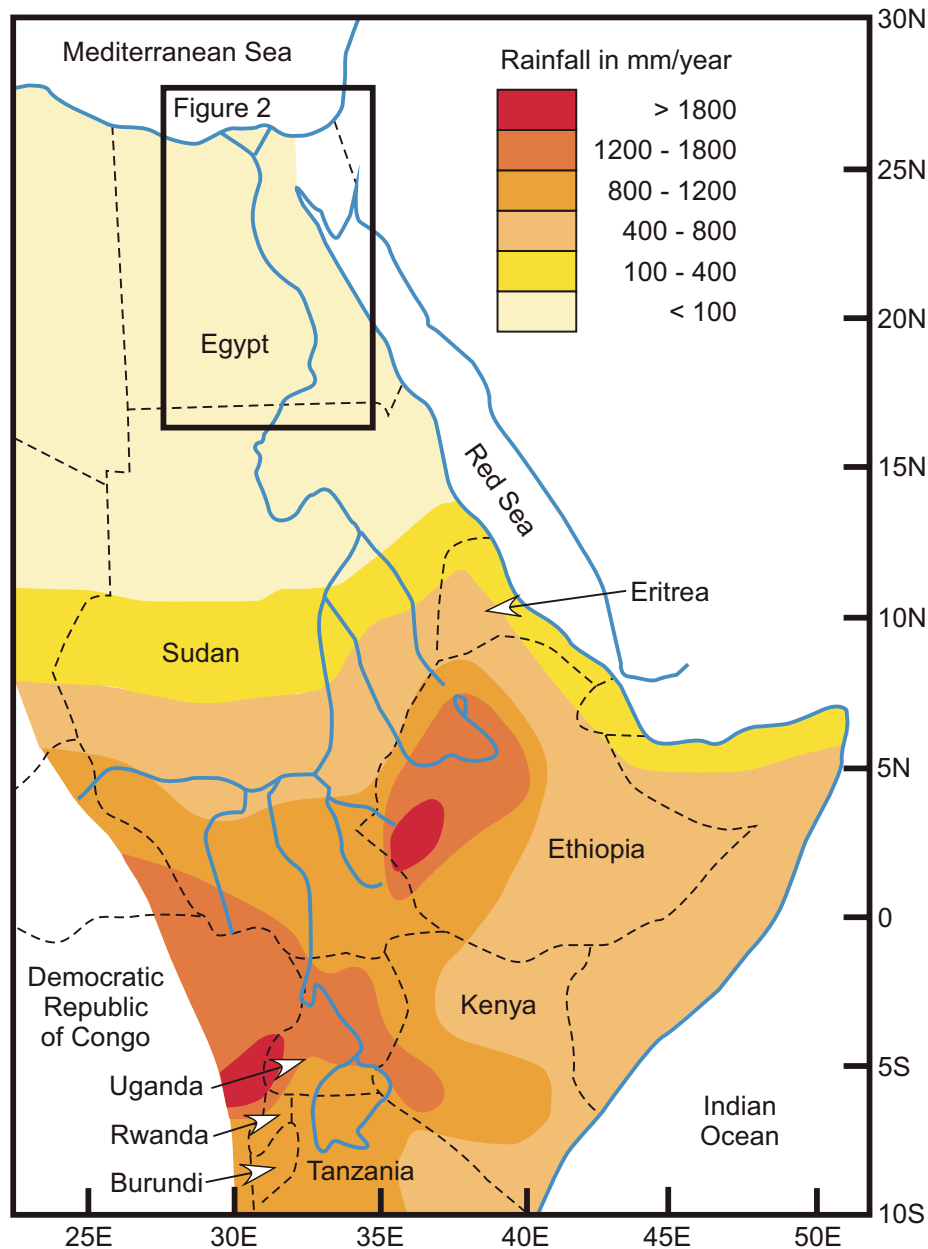 30N
Mediterranean Sea
Rainfall in mm/year
Figure 2
> 1800
1200 - 1800
25N
800 - 1200
400 - 800
100 - 400
< 100
20N
Egypt
15N
Red Sea
Eritrea
10N
Sudan
5N
Ethiopia
0
Democratic
Republic
of Congo
Kenya
5S
Uganda
Rwanda
Indian
Ocean
Burundi
Tanzania
10S
25E
30E
35E
40E
45E
50E